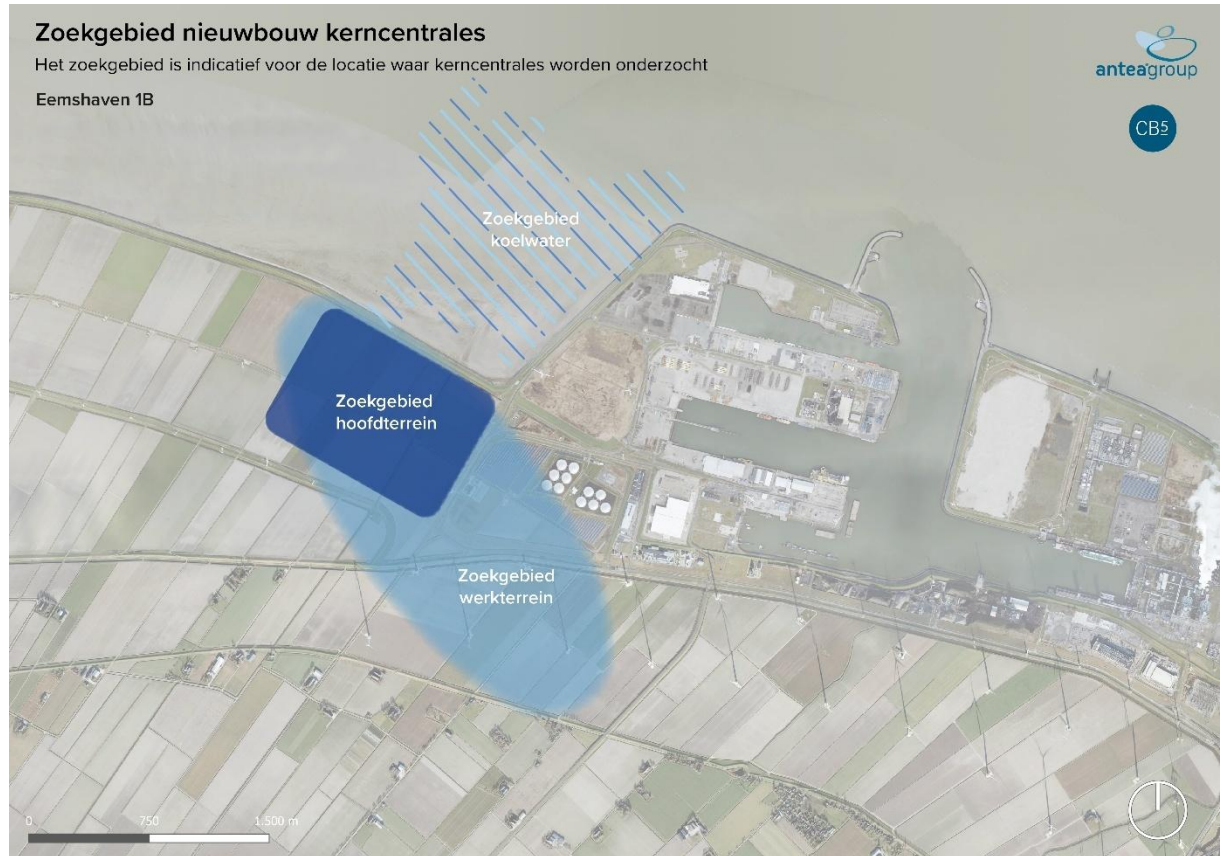 Zoekgebied nieuwbouw kerncentrales
Het zoekgebied is indicatief voor de locatie waar kerncentrales worden onderzocht
Eemshaven 1B
anteagroup
CB5
Zoekgebied
koelwater
Zoekgebied
hoofdterrein
Zoekgebied
werkterrein
0 750 1.500 m